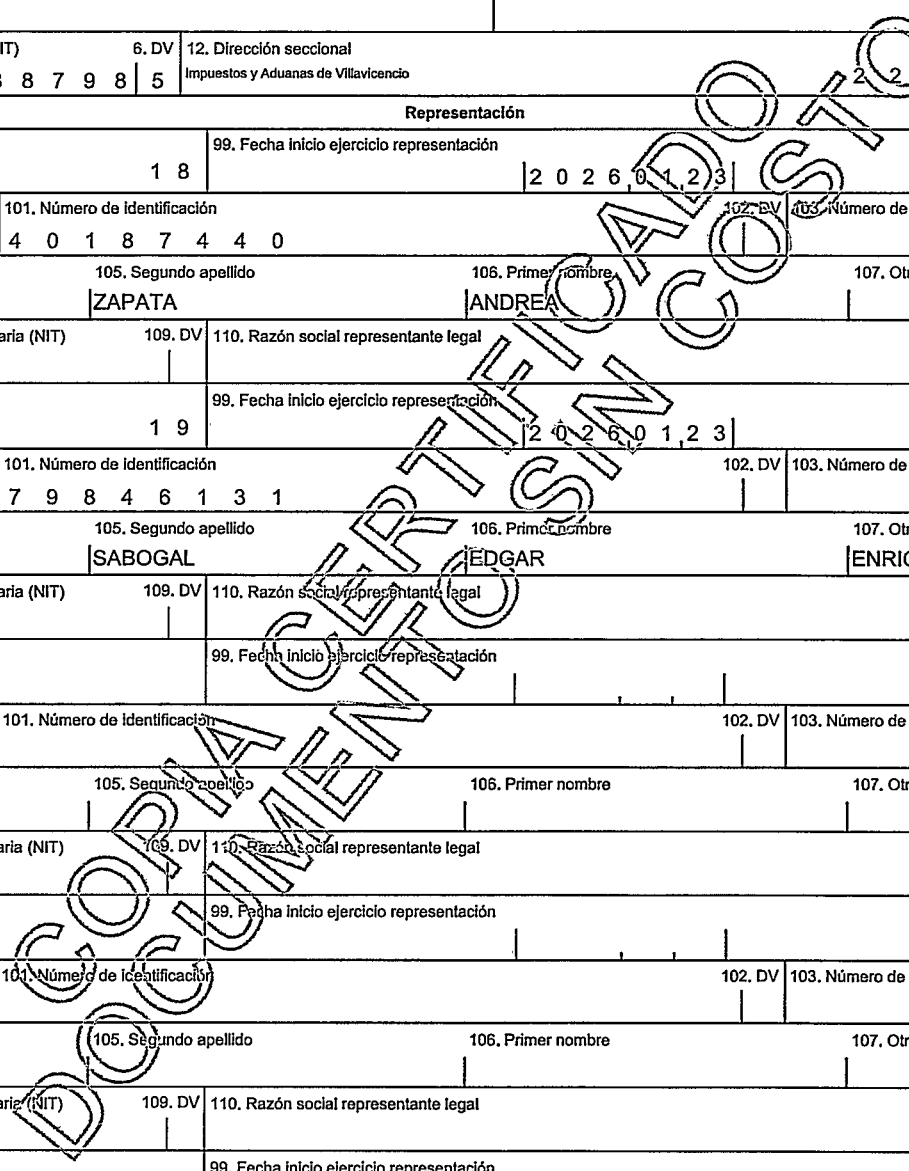 IT) 6. DV 12. Dirección seccional
8 7 9 8 5 Impuestos y Aduanas de Villavicencio 2 2
Representación
99. Fecha inicio ejercicio representación
1 8 2 0 2 6 0 1 2 3
101. Número de identificación 102. DV 103. Número de
4 0 1 8 7 4 4 0
105. Segundo apellido 106. Primer nombre 107. Otr
ZAPATA ANDREA
aria (NIT) 109. DV 110. Razón social representante legal
99. Fecha inicio ejercicio representación
1 9 2 0 2 6 0 1 2 3
101. Número de identificación 102. DV 103. Número de
7 9 8 4 6 1 3 1
105. Segundo apellido 106. Primer nombre 107. Otr
SABOGAL EDGAR ENRIC
aria (NIT) 109. DV 110. Razón social representante legal
99. Fecha inicio ejercicio representación
101. Número de identificación 102. DV 103. Número de
105. Segundo apellido 106. Primer nombre 107. Otr
aria (NIT) 109. DV 110. Razón social representante legal
99. Fecha inicio ejercicio representación
101. Número de identificación 102. DV 103. Número de
105. Segundo apellido 106. Primer nombre 107. Otr
aria (NIT) 109. DV 110. Razón social representante legal
99. Fecha inicio ejercicio representación
COPIA CERTIFICADO
DOCUMENTO SIN COSTO